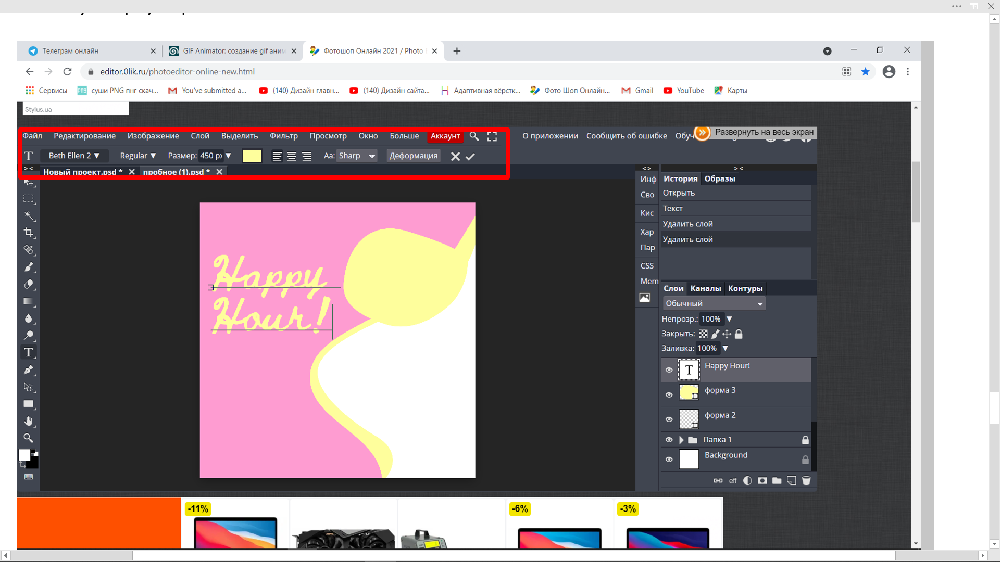 Телеграм онлайн
GIF Animator: создание gif аним
Фотошоп Онлайн 2021 / Photo
editor.0lik.ru/photoeditor-online-new.html
Сервисы
суши PNG пнг скач...
You've submitted a...
(140) Дизайн главн...
(140) Дизайн сайта...
Адаптивная вёрстк...
Фото Шоп Онлайн...
Gmail
YouTube
Карты
Stylus.ua
Файл Редактирование Изображение Слой Выделить Фильтр Просмотр Окно Больше Аккаунт
О приложении Сообщить об ошибке Обуч
Развернуть на весь экран
Beth Ellen 2 ▼ Regular ▼ Размер: 450 px ▼ Aa: Sharp Деформация
Новый проект.psd * пробное (1).psd *
Happy
Hour!
Инф
Сво
Кис
Хар
Пар
CSS
Mem
История Образы
Открыть
Текст
Удалить слой
Удалить слой
Слои Каналы Контуры
Обычный
Непрозр.: 100% ▼
Закрыть:
Заливка: 100% ▼
T Happy Hour!
форма 3
форма 2
Папка 1
Background
eff
-11%
-6%
-3%